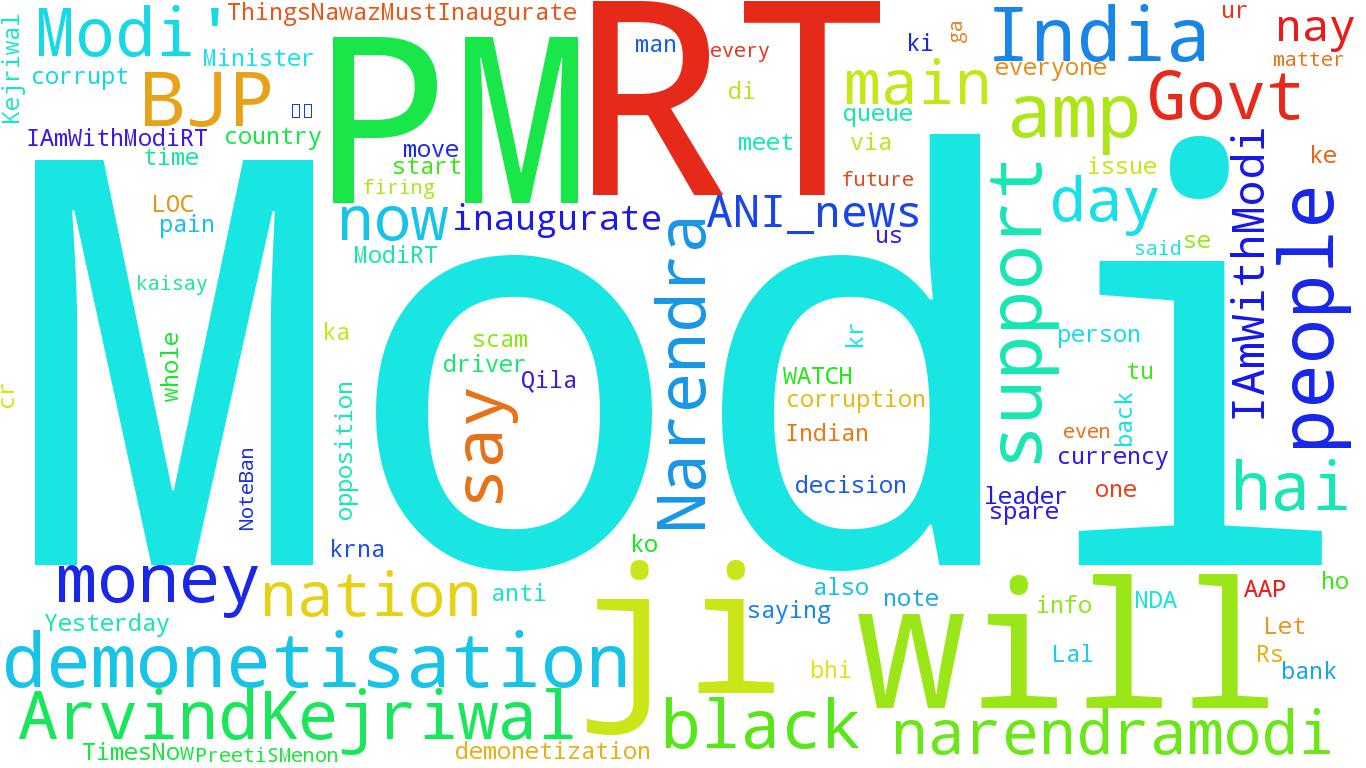 ThingsNawazMustInaugurate
RT
man
every
ki
ga
India
ur
nay
Modi'
Kejriwal
corrupt
Minister
PM
di
main
everyone
matter
BJP
amp
Govt
IAmWithModiRT
country
time
move
start
firing
meet
queue
via
future
issue
ke
LOC
pain
now
inaugurate
ANI_news
us
day
said
se
IAmWithModi
people
ModiRT
Narendra
support
Modi
kaisay
whole
ka
scam
driver
Qila
say
kr
WATCH
corruption
Indian
decision
person
tu
back
even
currency
leader
one
spare
hai
cr
NoteBan
opposition
krna
ko
money
nation
anti
ji
saying
also
note
will
info
NDA
AAP
ho
Yesterday
demonetisation
bhi
Lal
Let
Rs
bank
ArvindKejriwal
black
narendramodi
TimesNow
PreetiSMenon
demonetization